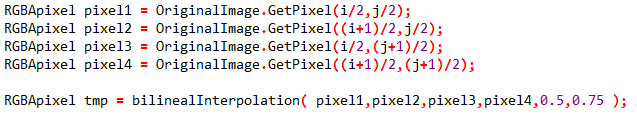 RGBApixel pixel1 = OriginalImage.GetPixel(i/2,j/2);
RGBApixel pixel2 = OriginalImage.GetPixel((i+1)/2,j/2);
RGBApixel pixel3 = OriginalImage.GetPixel(i/2,(j+1)/2);
RGBApixel pixel4 = OriginalImage.GetPixel((i+1)/2,(j+1)/2);
RGBApixel tmp = bilinealInterpolation( pixel1,pixel2,pixel3,pixel4,0.5,0.75 );